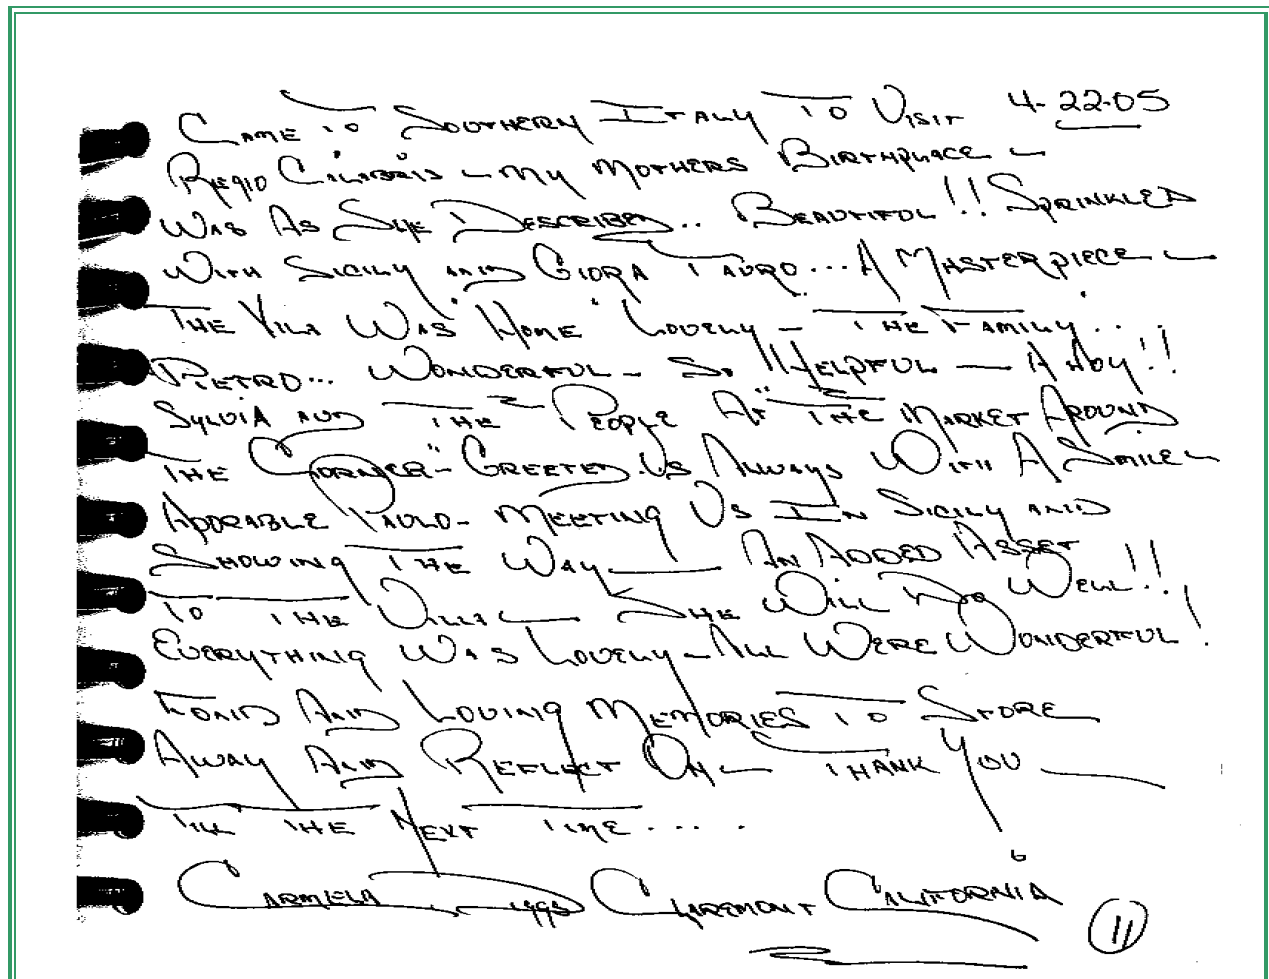 Came To Southern Italy To Visit 4-22-05
Regio Calabris – My Mothers Birthplace –
Was As She Described.. Beautiful!! Sprinkled
With Sicily And Giora Tauro... A Masterpiece –
The Villa Was "Home" Lovely – The Family...
Pietro... Wonderful – So Helpful — A Joy!!
Sylvia and The People At "The Market Around
The Corner" – Greeted Us Always With A Smile –
Adorable Paulo – Meeting Us In Sicily And
Showing The Way — An Added Asset
To The Villa — She Will Do Well!!
Everything Was Lovely – All Were Wonderful!
Fond And Loving Memories To Store
Away And Reflect On – Thank You —
Till The Next Time.....
Carmela Claremont California
11